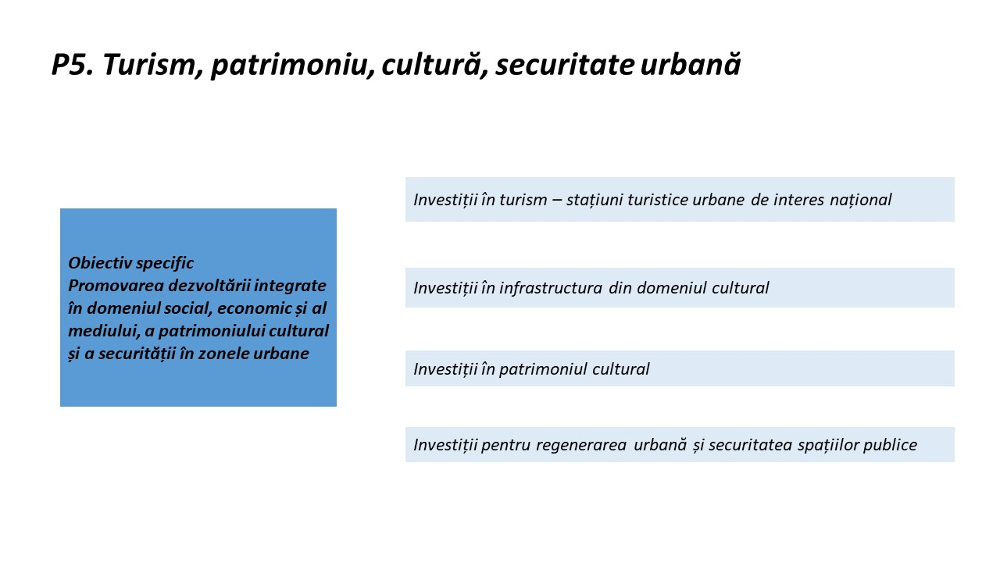 P5. Turism, patrimoniu, cultură, securitate urbană
Obiectiv specific
Promovarea dezvoltării integrate
în domeniul social, economic și al
mediului, a patrimoniului cultural
și a securității în zonele urbane
Investiții în turism – stațiuni turistice urbane de interes național
Investiții în infrastructura din domeniul cultural
Investiții în patrimoniul cultural
Investiții pentru regenerarea urbană și securitatea spațiilor publice